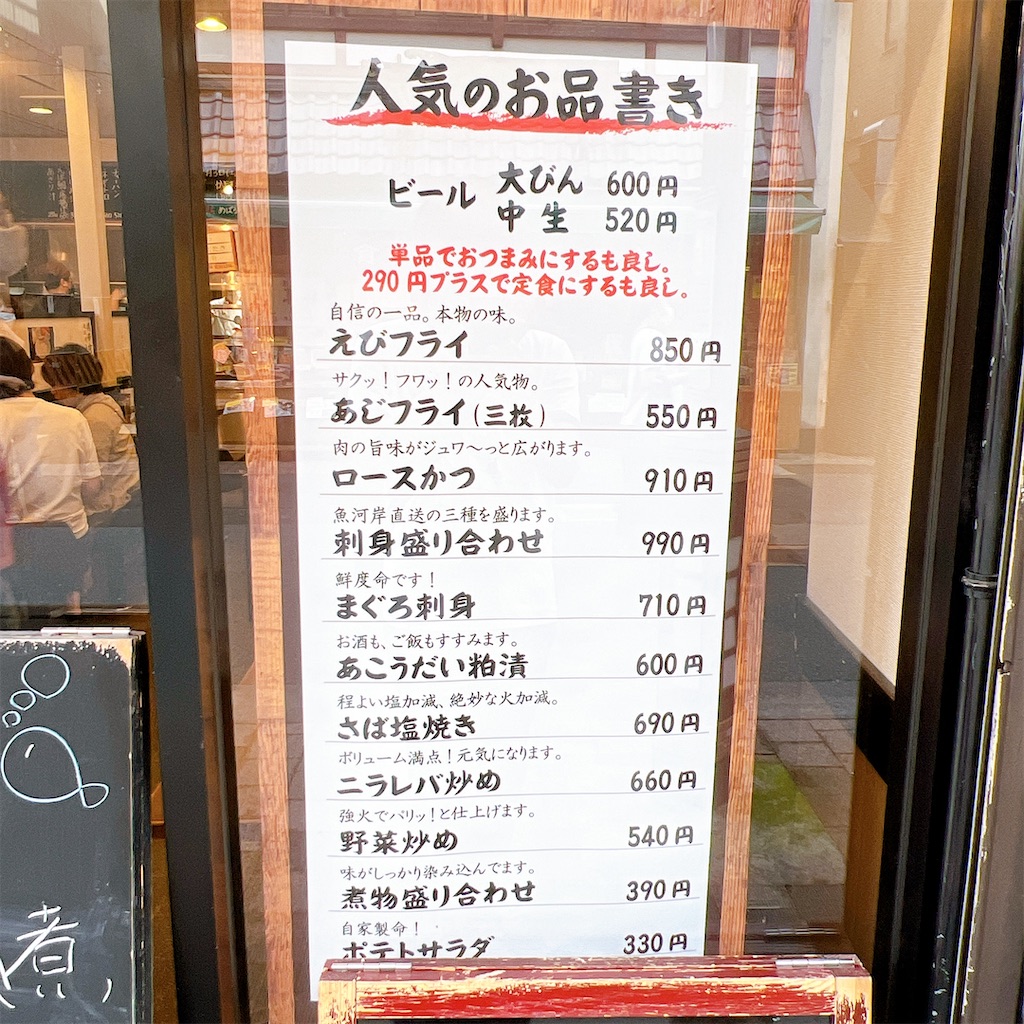 人気のお品書き
ビール 大びん 600円
中生 520円
単品でおつまみにするも良し。
290円プラスで定食にするも良し。
自信の一品。本物の味。
えびフライ 850円
サクッ！フワッ！の人気物。
あじフライ(三枚) 550円
肉の旨味がジュワ〜っと広がります。
ロースかつ 910円
魚河岸直送の三種を盛ります。
刺身盛り合わせ 990円
鮮度命です！
まぐろ刺身 710円
お酒も、ご飯もすすみます。
あこうだい粕漬 600円
程よい塩加減、絶妙な火加減。
さば塩焼き 690円
ボリューム満点！元気になります。
ニラレバ炒め 660円
強火でパリッ！と仕上げます。
野菜炒め 540円
味がしっかり染み込んでます。
煮物盛り合わせ 390円
自家製命！
ポテトサラダ 330円
煮